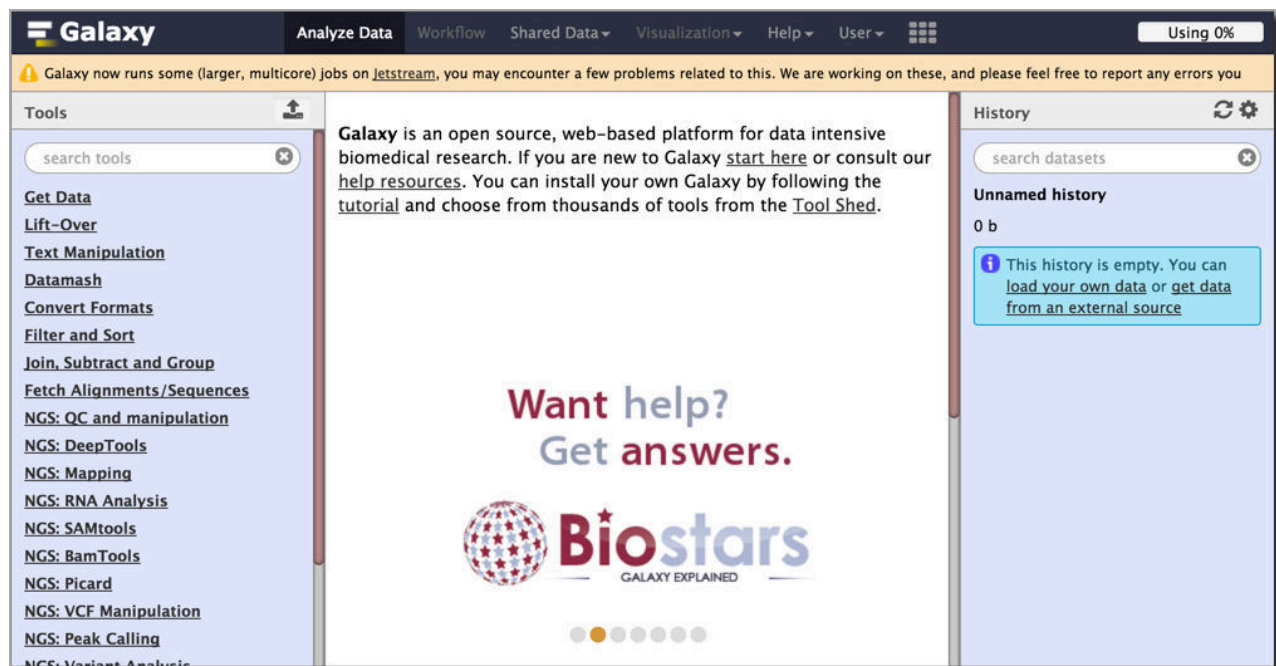 Galaxy
Analyze Data Workflow Shared Data Visualization Help User
Using 0%
Galaxy now runs some (larger, multicore) jobs on Jetstream, you may encounter a few problems related to this. We are working on these, and please feel free to report any errors you
Tools
search tools
Get Data
Lift-Over
Text Manipulation
Datamash
Convert Formats
Filter and Sort
Join, Subtract and Group
Fetch Alignments/Sequences
NGS: QC and manipulation
NGS: DeepTools
NGS: Mapping
NGS: RNA Analysis
NGS: SAMtools
NGS: BamTools
NGS: Picard
NGS: VCF Manipulation
NGS: Peak Calling
NGS: Variant Analysis
Galaxy is an open source, web-based platform for data intensive
biomedical research. If you are new to Galaxy start here or consult our
help resources. You can install your own Galaxy by following the
tutorial and choose from thousands of tools from the Tool Shed.
Want help?
Get answers.
Biostars
GALAXY EXPLAINED
History
search datasets
Unnamed history
0 b
This history is empty. You can
load your own data or get data
from an external source